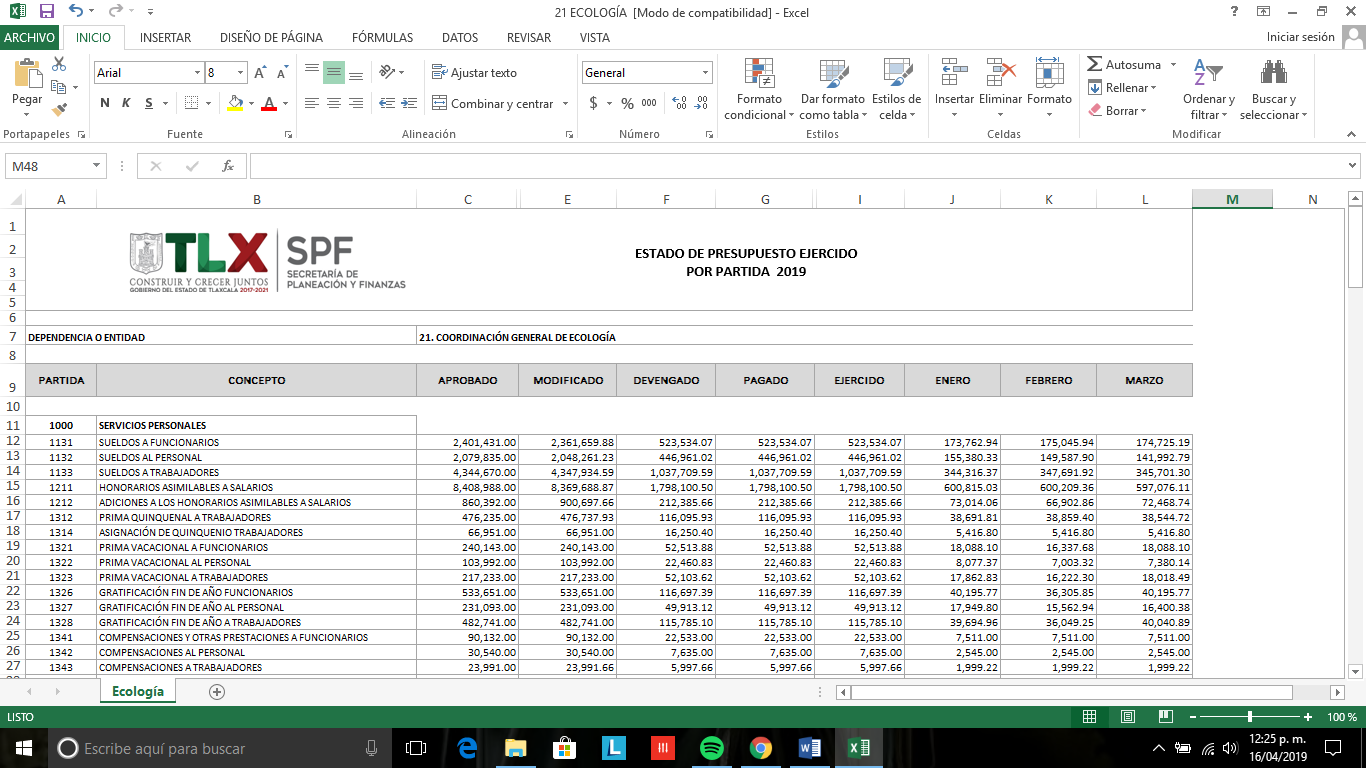 21 ECOLOGÍA [Modo de compatibilidad] - Excel
ARCHIVO INICIO INSERTAR DISEÑO DE PÁGINA FÓRMULAS DATOS REVISAR VISTA Iniciar sesión
Arial 8 Ajustar texto General Autosuma
Pegar N K S Combinar y centrar $ % 000 Formato condicional Dar formato como tabla Estilos de celda Insertar Eliminar Formato Rellenar Borrar Ordenar y filtrar Buscar y seleccionar
Portapapeles Fuente Alineación Número Estilos Celdas Modificar
M48 fx
A B C E F G I J K L M N
1
2 TLX SPF ESTADO DE PRESUPUESTO EJERCIDO
3 SECRETARÍA DE POR PARTIDA 2019
4 CONSTRUIR Y CRECER JUNTOS PLANEACIÓN Y FINANZAS
GOBIERNO DEL ESTADO DE TLAXCALA 2017-2021
5
6
7 DEPENDENCIA O ENTIDAD 21. COORDINACIÓN GENERAL DE ECOLOGÍA
8
9 PARTIDA CONCEPTO APROBADO MODIFICADO DEVENGADO PAGADO EJERCIDO ENERO FEBRERO MARZO
10
11 1000 SERVICIOS PERSONALES
12 1131 SUELDOS A FUNCIONARIOS 2,401,431.00 2,361,659.88 523,534.07 523,534.07 523,534.07 173,762.94 175,045.94 174,725.19
13 1132 SUELDOS AL PERSONAL 2,079,835.00 2,048,261.23 446,961.02 446,961.02 446,961.02 155,380.33 149,587.90 141,992.79
14 1133 SUELDOS A TRABAJADORES 4,344,670.00 4,347,934.59 1,037,709.59 1,037,709.59 1,037,709.59 344,316.37 347,691.92 345,701.30
15 1211 HONORARIOS ASIMILABLES A SALARIOS 8,408,988.00 8,369,688.87 1,798,100.50 1,798,100.50 1,798,100.50 600,815.03 600,209.36 597,076.11
16 1212 ADICIONES A LOS HONORARIOS ASIMILABLES A SALARIOS 860,392.00 900,697.66 212,385.66 212,385.66 212,385.66 73,014.06 66,902.86 72,468.74
17 1312 PRIMA QUINQUENAL A TRABAJADORES 476,235.00 476,737.93 116,095.93 116,095.93 116,095.93 38,691.81 38,859.40 38,544.72
18 1314 ASIGNACIÓN DE QUINQUENIO TRABAJADORES 66,951.00 66,951.00 16,250.40 16,250.40 16,250.40 5,416.80 5,416.80 5,416.80
19 1321 PRIMA VACACIONAL A FUNCIONARIOS 240,143.00 240,143.00 52,513.88 52,513.88 52,513.88 18,088.10 16,337.68 18,088.10
20 1322 PRIMA VACACIONAL AL PERSONAL 103,992.00 103,992.00 22,460.83 22,460.83 22,460.83 8,077.37 7,003.32 7,380.14
21 1323 PRIMA VACACIONAL A TRABAJADORES 217,233.00 217,233.00 52,103.62 52,103.62 52,103.62 17,862.83 16,222.30 18,018.49
22 1326 GRATIFICACIÓN FIN DE AÑO FUNCIONARIOS 533,651.00 533,651.00 116,697.39 116,697.39 116,697.39 40,195.77 36,305.85 40,195.77
23 1327 GRATIFICACIÓN FIN DE AÑO AL PERSONAL 231,093.00 231,093.00 49,913.12 49,913.12 49,913.12 17,949.80 15,562.94 16,400.38
24 1328 GRATIFICACIÓN FIN DE AÑO A TRABAJADORES 482,741.00 482,741.00 115,785.10 115,785.10 115,785.10 39,694.96 36,049.25 40,040.89
25 1341 COMPENSACIONES Y OTRAS PRESTACIONES A FUNCIONARIOS 90,132.00 90,132.00 22,533.00 22,533.00 22,533.00 7,511.00 7,511.00 7,511.00
26 1342 COMPENSACIONES AL PERSONAL 30,540.00 30,540.00 7,635.00 7,635.00 7,635.00 2,545.00 2,545.00 2,545.00
27 1343 COMPENSACIONES A TRABAJADORES 23,991.00 23,991.66 5,997.66 5,997.66 5,997.66 1,999.22 1,999.22 1,999.22
Ecología
LISTO 100 %
Escribe aquí para buscar 12:25 p. m.
16/04/2019